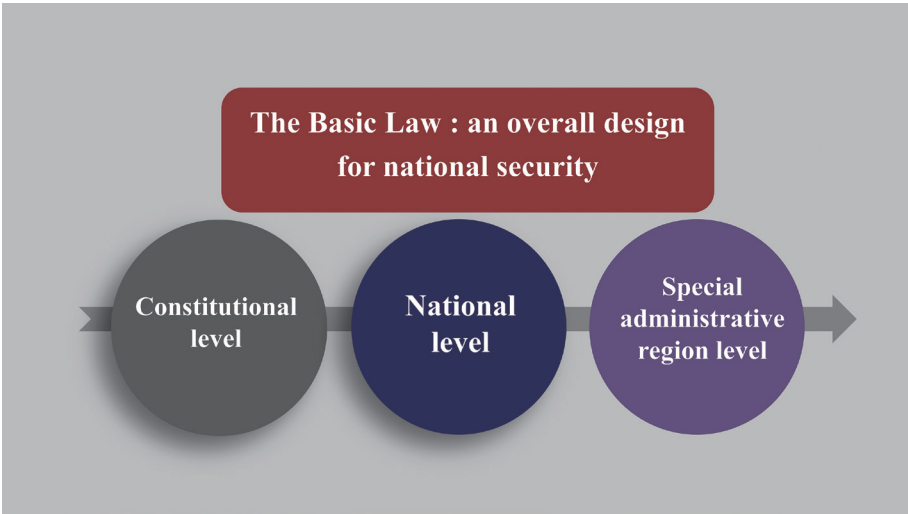 The Basic Law : an overall design
for national security
Constitutional
level
National
level
Special
administrative
region level